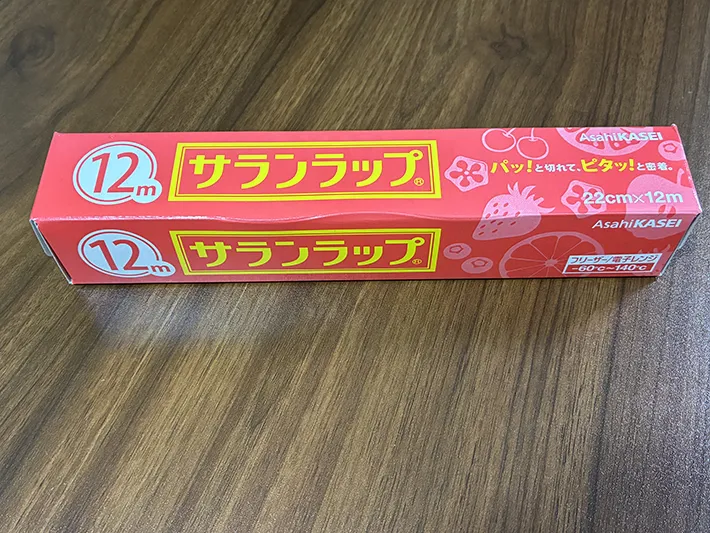 12m
サランラップ®
AsahiKASEI
パッ!と切れて、ピタッ!と密着。
22cm×12m
12m
サランラップ®
AsahiKASEI
フリーザー/電子レンジ
-60℃~140℃